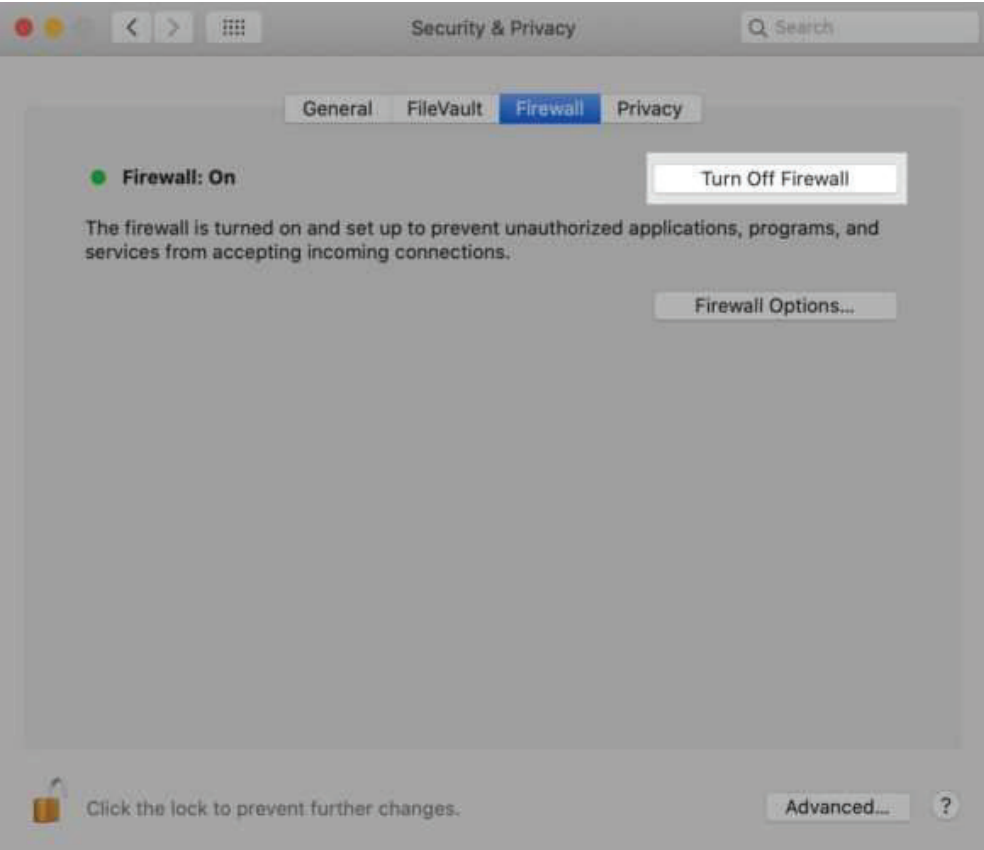 Security & Privacy
Search
General FileVault Firewall Privacy
Firewall: On
Turn Off Firewall
The firewall is turned on and set up to prevent unauthorized applications, programs, and
services from accepting incoming connections.
Firewall Options...
Click the lock to prevent further changes.
Advanced...
?